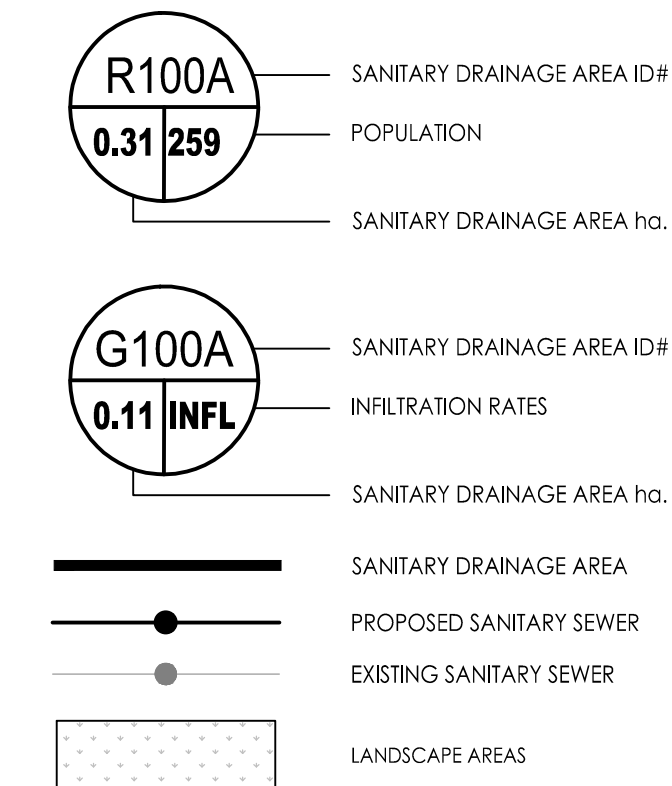 R100A SANITARY DRAINAGE AREA ID#
0.31 259 POPULATION
SANITARY DRAINAGE AREA ha.
G100A SANITARY DRAINAGE AREA ID#
0.11 INFL INFILTRATION RATES
SANITARY DRAINAGE AREA ha.
SANITARY DRAINAGE AREA
PROPOSED SANITARY SEWER
EXISTING SANITARY SEWER
LANDSCAPE AREAS